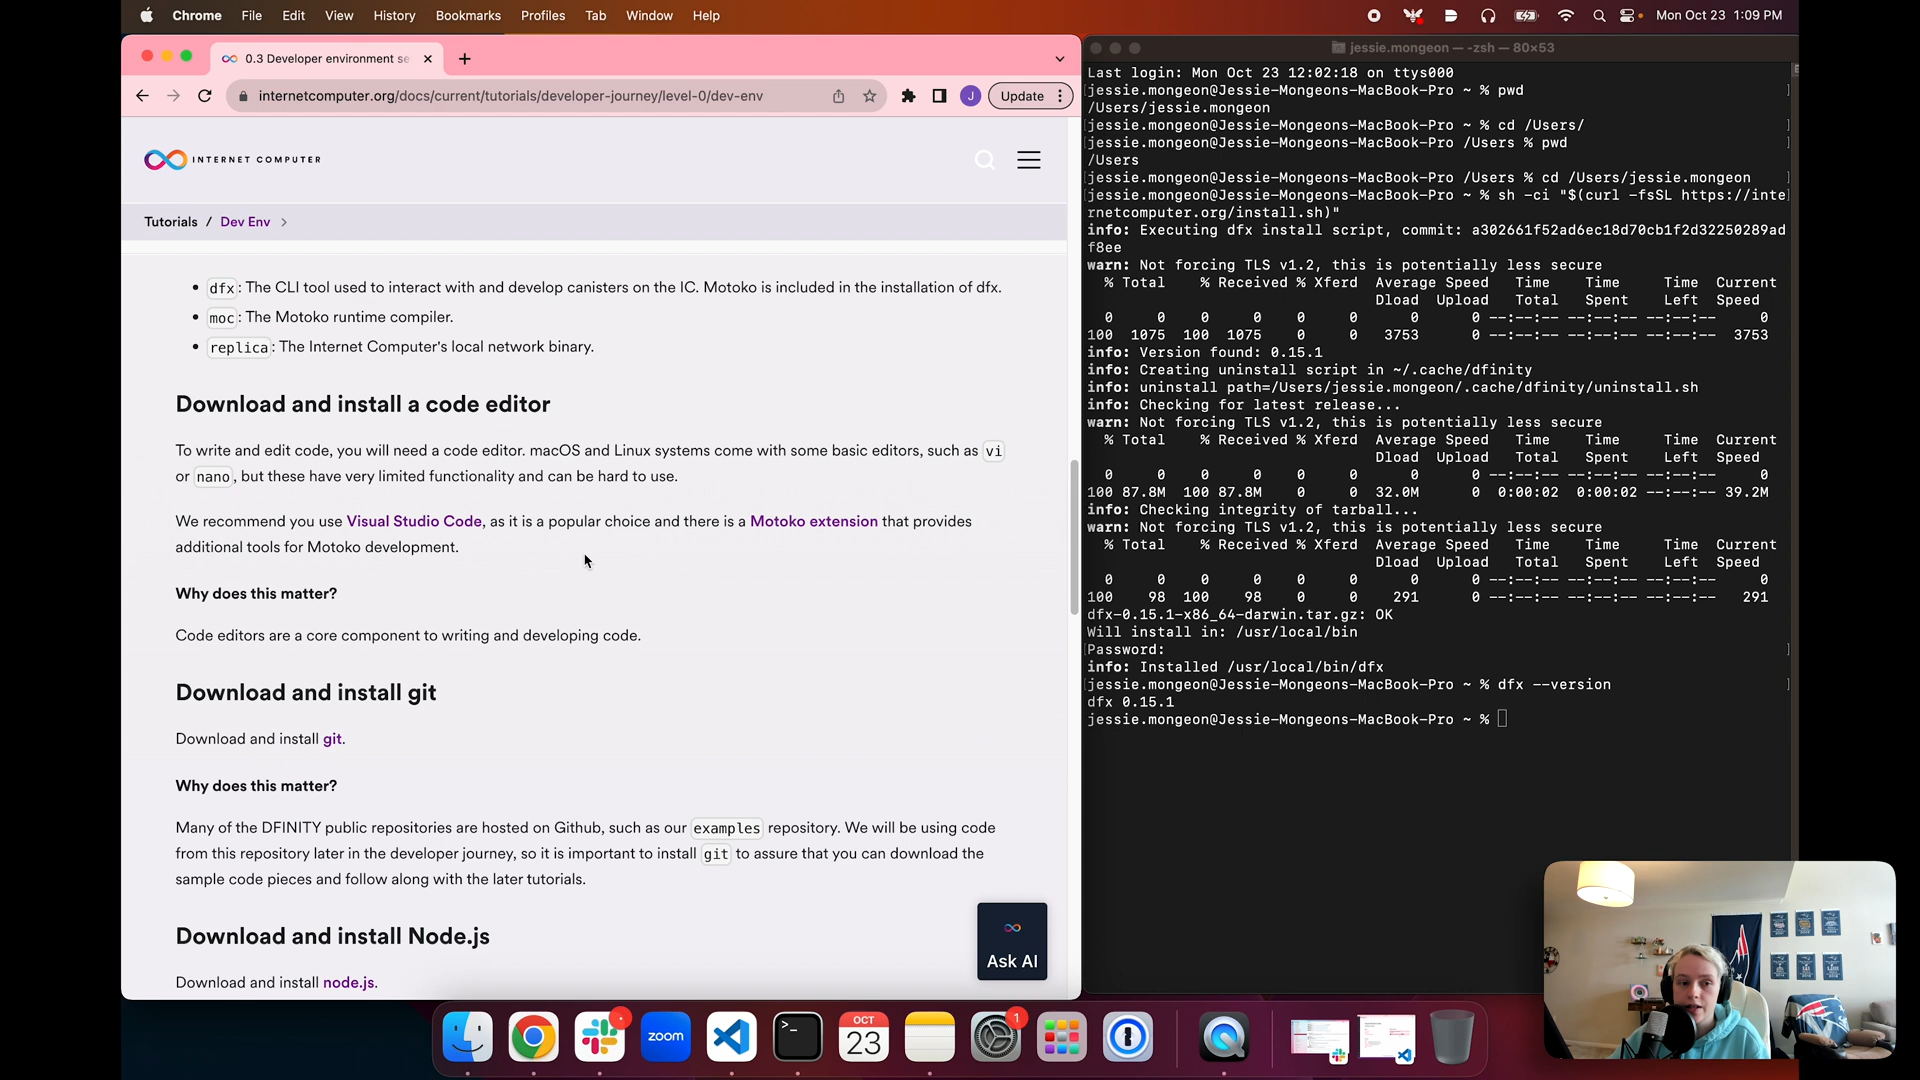 Chrome File Edit View History Bookmarks Profiles Tab Window Help
Mon Oct 23 1:09 PM
0.3 Developer environment se
internetcomputer.org/docs/current/tutorials/developer-journey/level-0/dev-env
J
Update
INTERNET COMPUTER
Tutorials / Dev Env >
• dfx: The CLI tool used to interact with and develop canisters on the IC. Motoko is included in the installation of dfx.
• moc: The Motoko runtime compiler.
• replica: The Internet Computer's local network binary.
Download and install a code editor
To write and edit code, you will need a code editor. macOS and Linux systems come with some basic editors, such as vi
or nano, but these have very limited functionality and can be hard to use.
We recommend you use Visual Studio Code, as it is a popular choice and there is a Motoko extension that provides
additional tools for Motoko development.
Why does this matter?
Code editors are a core component to writing and developing code.
Download and install git
Download and install git.
Why does this matter?
Many of the DFINITY public repositories are hosted on Github, such as our examples repository. We will be using code
from this repository later in the developer journey, so it is important to install git to assure that you can download the
sample code pieces and follow along with the later tutorials.
Download and install Node.js
Download and install node.js.
Ask AI
jessie.mongeon — -zsh — 80×53
Last login: Mon Oct 23 12:02:18 on ttys000
[jessie.mongeon@Jessie-Mongeons-MacBook-Pro ~ % pwd ]
/Users/jessie.mongeon
[jessie.mongeon@Jessie-Mongeons-MacBook-Pro ~ % cd /Users/ ]
[jessie.mongeon@Jessie-Mongeons-MacBook-Pro /Users % pwd ]
/Users
[jessie.mongeon@Jessie-Mongeons-MacBook-Pro /Users % cd /Users/jessie.mongeon ]
[jessie.mongeon@Jessie-Mongeons-MacBook-Pro ~ % sh -ci "$(curl -fsSL https://inte]
rnetcomputer.org/install.sh)"
info: Executing dfx install script, commit: a302661f52ad6ec18d70cb1f2d32250289ad
f8ee
warn: Not forcing TLS v1.2, this is potentially less secure
% Total % Received % Xferd Average Speed Time Time Time Current
Dload Upload Total Spent Left Speed
0 0 0 0 0 0 0 0 --:--:-- --:--:-- --:--:-- 0
100 1075 100 1075 0 0 3753 0 --:--:-- --:--:-- --:--:-- 3753
info: Version found: 0.15.1
info: Creating uninstall script in ~/.cache/dfinity
info: uninstall path=/Users/jessie.mongeon/.cache/dfinity/uninstall.sh
info: Checking for latest release...
warn: Not forcing TLS v1.2, this is potentially less secure
% Total % Received % Xferd Average Speed Time Time Time Current
Dload Upload Total Spent Left Speed
0 0 0 0 0 0 0 0 --:--:-- --:--:-- --:--:-- 0
100 87.8M 100 87.8M 0 0 32.0M 0 0:00:02 0:00:02 --:--:-- 39.2M
info: Checking integrity of tarball...
warn: Not forcing TLS v1.2, this is potentially less secure
% Total % Received % Xferd Average Speed Time Time Time Current
Dload Upload Total Spent Left Speed
0 0 0 0 0 0 0 0 --:--:-- --:--:-- --:--:-- 0
100 98 100 98 0 0 291 0 --:--:-- --:--:-- --:--:-- 291
dfx-0.15.1-x86_64-darwin.tar.gz: OK
Will install in: /usr/local/bin
[Password: ]
info: Installed /usr/local/bin/dfx
[jessie.mongeon@Jessie-Mongeons-MacBook-Pro ~ % dfx --version ]
dfx 0.15.1
jessie.mongeon@Jessie-Mongeons-MacBook-Pro ~ %
zoom
>_
OCT
23
1